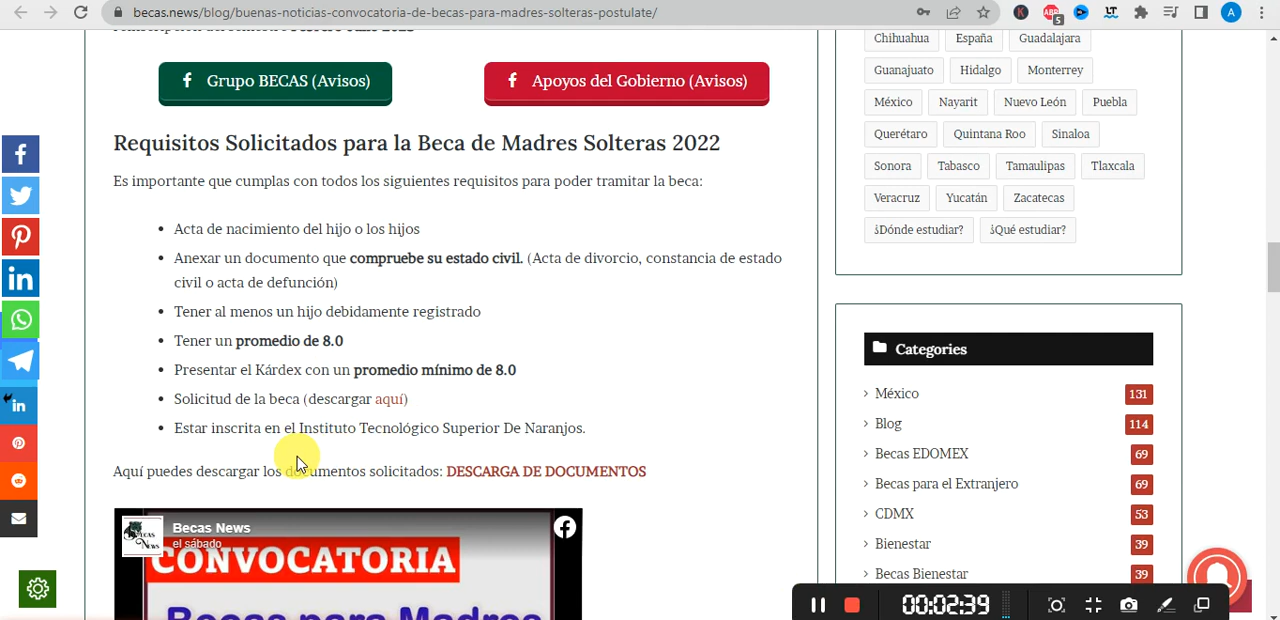 becas.news/blog/buenas-noticias-convocatoria-de-becas-para-madres-solteras-postulate/
K
ABP
5
LT
A
Grupo BECAS (Avisos)
Apoyos del Gobierno (Avisos)
Requisitos Solicitados para la Beca de Madres Solteras 2022
Es importante que cumplas con todos los siguientes requisitos para poder tramitar la beca:
• Acta de nacimiento del hijo o los hijos
• Anexar un documento que compruebe su estado civil. (Acta de divorcio, constancia de estado
civil o acta de defunción)
• Tener al menos un hijo debidamente registrado
• Tener un promedio de 8.0
• Presentar el Kárdex con un promedio mínimo de 8.0
• Solicitud de la beca (descargar aquí)
• Estar inscrita en el Instituto Tecnológico Superior De Naranjos.
Aquí puedes descargar los documentos solicitados: DESCARGA DE DOCUMENTOS
Becas News
el sábado
CONVOCATORIA
Becas para Madres
Chihuahua España Guadalajara
Guanajuato Hidalgo Monterrey
México Nayarit Nuevo León Puebla
Querétaro Quintana Roo Sinaloa
Sonora Tabasco Tamaulipas Tlaxcala
Veracruz Yucatán Zacatecas
¿Dónde estudiar? ¿Qué estudiar?
Categories
México 131
Blog 114
Becas EDOMEX 69
Becas para el Extranjero 69
CDMX 53
Bienestar 39
Becas Bienestar 39
00:02:39